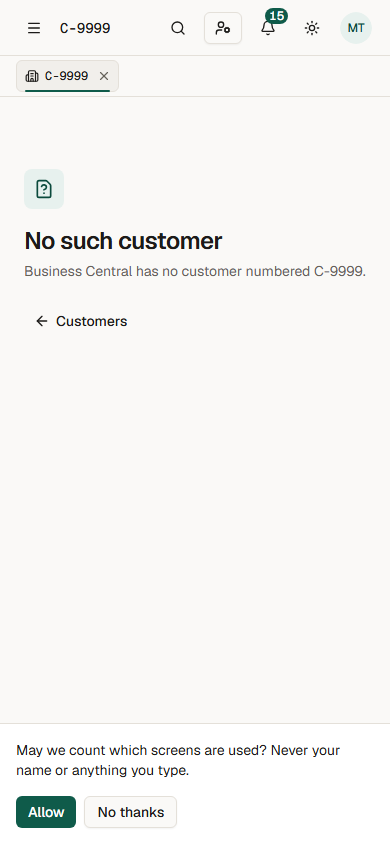 C-9999
15
MT
C-9999
No such customer
Business Central has no customer numbered C-9999.
Customers
May we count which screens are used? Never your
name or anything you type.
Allow
No thanks